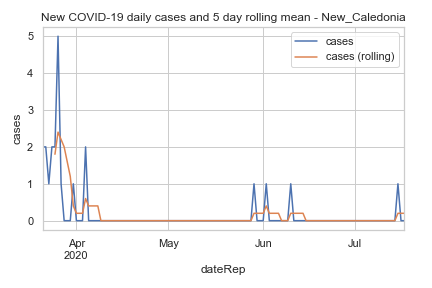 New COVID-19 daily cases and 5 day rolling mean - New_Caledonia
cases
cases (rolling)
5
4
3
2
1
0
cases
Apr
2020
May
Jun
Jul
dateRep